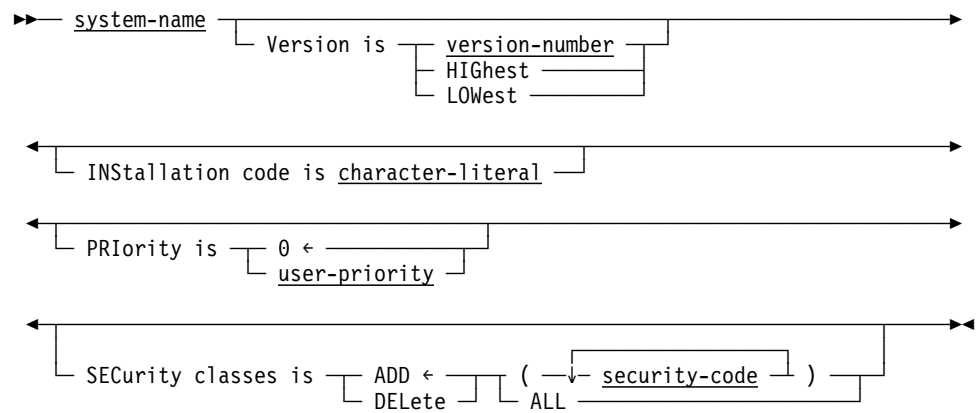 system-name
Version is version-number
HIGhest
LOWest
INStallation code is character-literal
PRIority is 0 ←
user-priority
SECurity classes is ADD ← ( security-code )
DELete ALL